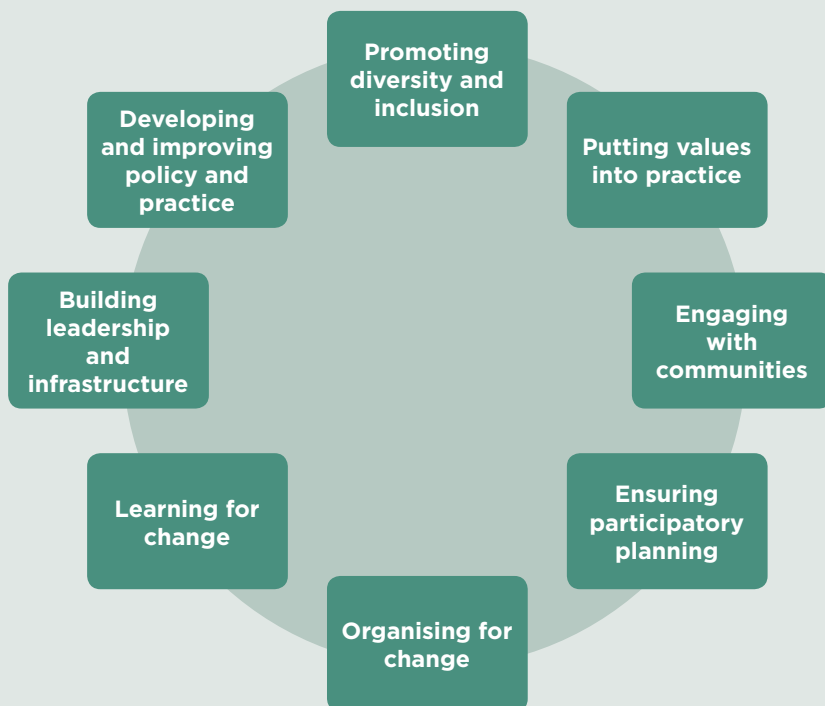 Promoting
diversity and
inclusion
Putting values
into practice
Engaging
with
communities
Ensuring
participatory
planning
Organising for
change
Learning for
change
Building
leadership
and
infrastructure
Developing
and improving
policy and
practice